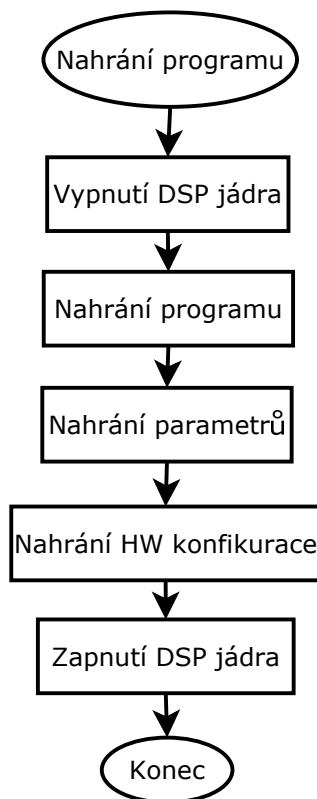 Nahrání programu
Vypnutí DSP jádra
Nahrání programu
Nahrání parametrů
Nahrání HW konfikurace
Zapnutí DSP jádra
Konec